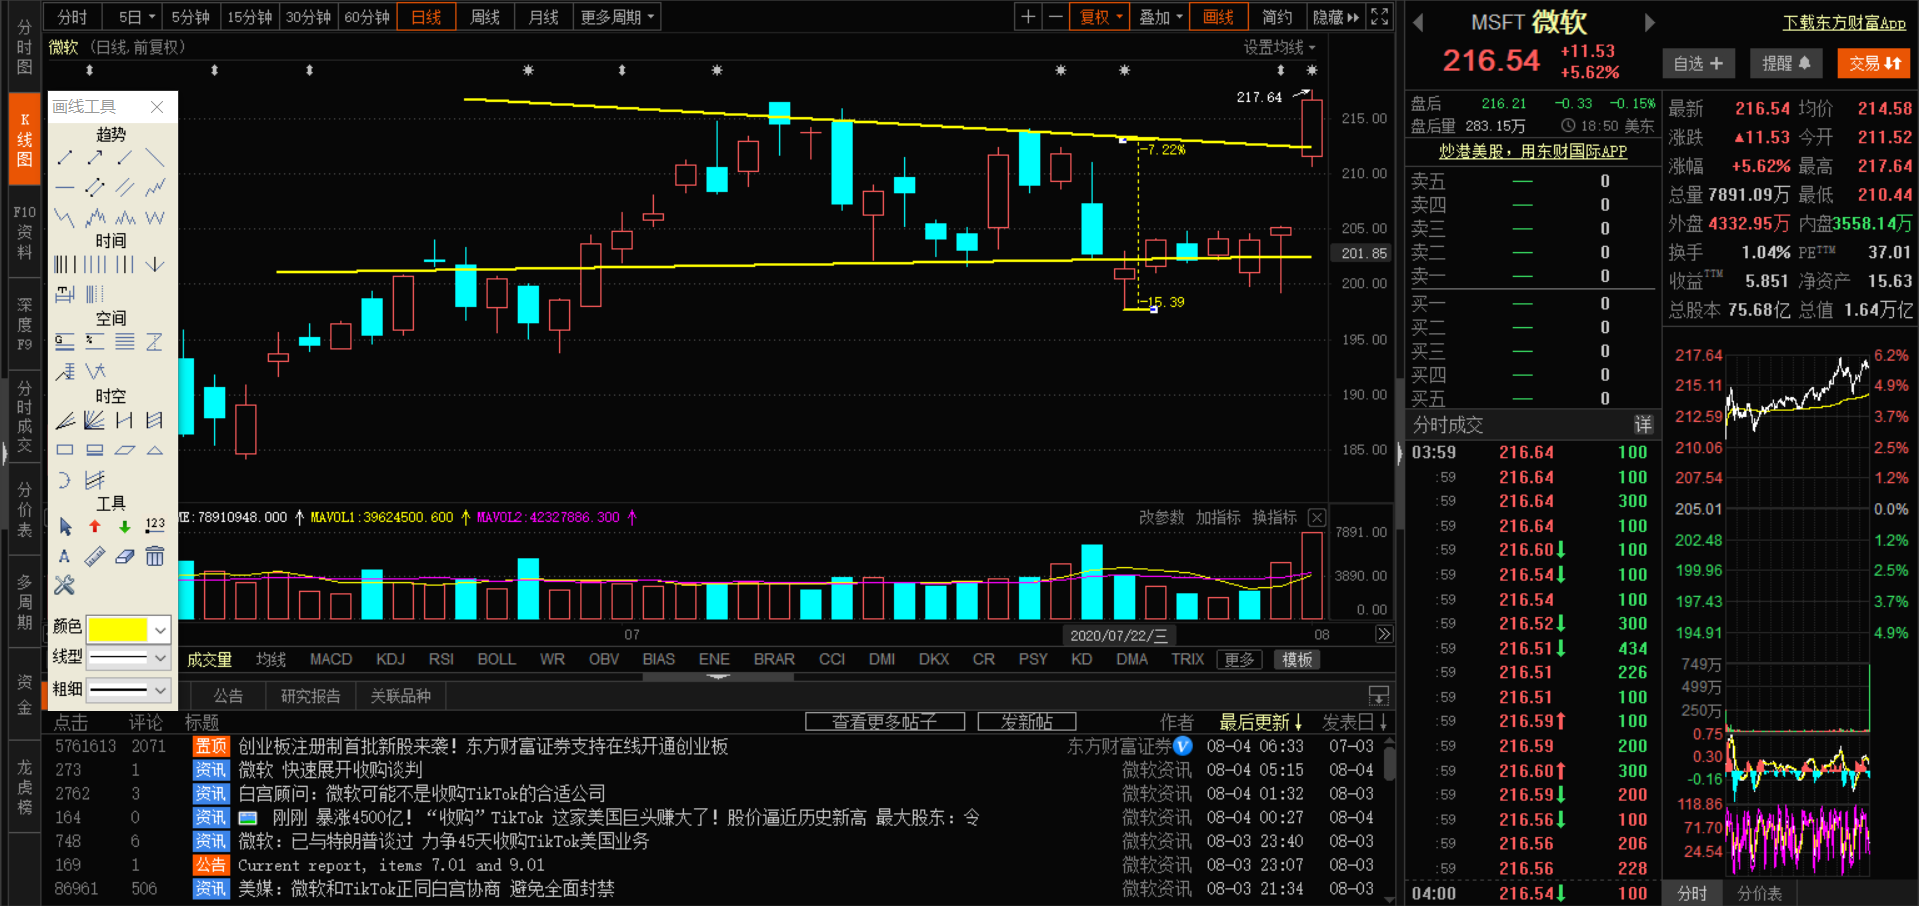 分时 5日 5分钟 15分钟 30分钟 60分钟 日线 周线 月线 更多周期 复权 叠加 画线 简约 隐藏
分时图
K线图
F10资料
深度F9
分时成交
分价表
多周期
资金
龙虎榜
微软 (日线,前复权) 设置均线
画线工具
趋势
时间
空间
时空
工具
123
A
颜色
线型
粗细
217.64
-7.22%
-15.39
215.00
210.00
205.00
201.85
200.00
195.00
190.00
185.00
ME:78910948.000 MAVOL1:39624500.600 MAVOL2:42327886.300 改参数 加指标 换指标
7891.00
3890.00
0.00
07 2020/07/22/三 08
成交量 均线 MACD KDJ RSI BOLL WR OBV BIAS ENE BRAR CCI DMI DKX CR PSY KD DMA TRIX 更多 模板
公告 研究报告 关联品种
点击 评论 标题 查看更多帖子 发新帖 作者 最后更新↓ 发表日↓
5761613 2071 置顶 创业板注册制首批新股来袭！东方财富证券支持在线开通创业板 东方财富证券 08-04 06:33 07-03
273 1 资讯 微软 快速展开收购谈判 微软资讯 08-04 05:15 08-04
2762 3 资讯 白宫顾问：微软可能不是收购TikTok的合适公司 微软资讯 08-04 01:32 08-03
164 0 资讯 刚刚 暴涨4500亿！“收购”TikTok 这家美国巨头赚大了！股价逼近历史新高 最大股东：令 微软资讯 08-04 00:27 08-04
748 6 资讯 微软：已与特朗普谈过 力争45天收购TikTok美国业务 微软资讯 08-03 23:40 08-03
169 1 公告 Current report, items 7.01 and 9.01 微软资讯 08-03 23:07 08-03
86961 506 资讯 美媒：微软和TikTok正同白宫协商 避免全面封禁 微软资讯 08-03 21:34 08-03
MSFT 微软 下载东方财富App
216.54 +11.53 +5.62% 自选 + 提醒 交易
盘后 216.21 -0.33 -0.15%
盘后量 283.15万 18:50 美东
炒港美股，用东财国际APP
卖五 — 0
卖四 — 0
卖三 — 0
卖二 — 0
卖一 — 0
买一 — 0
买二 — 0
买三 — 0
买四 — 0
买五 — 0
分时成交 详
03:59 216.64 100
:59 216.64 100
:59 216.64 300
:59 216.64 100
:59 216.60↓ 100
:59 216.54↓ 100
:59 216.54 100
:59 216.52↓ 300
:59 216.51↓ 434
:59 216.51 226
:59 216.51 100
:59 216.59↑ 100
:59 216.59 200
:59 216.60↑ 300
:59 216.59↓ 200
:59 216.56↓ 100
:59 216.56 206
:59 216.56 228
04:00 216.54↓ 100
最新 216.54 均价 214.58
涨跌 ▲11.53 今开 211.52
涨幅 +5.62% 最高 217.64
总量 7891.09万 最低 210.44
外盘 4332.95万 内盘 3558.14万
换手 1.04% PETTM 37.01
收益TTM 5.851 净资产 15.63
总股本 75.68亿 总值 1.64万亿
217.64 6.2%
215.11 4.9%
212.59 3.7%
210.06 2.5%
207.54 1.2%
205.01 0.0%
202.48 1.2%
199.96 2.5%
197.43 3.7%
194.91 4.9%
749万
499万
250万
0.75
0.30
-0.16
118.86
71.70
24.54
分时 分价表